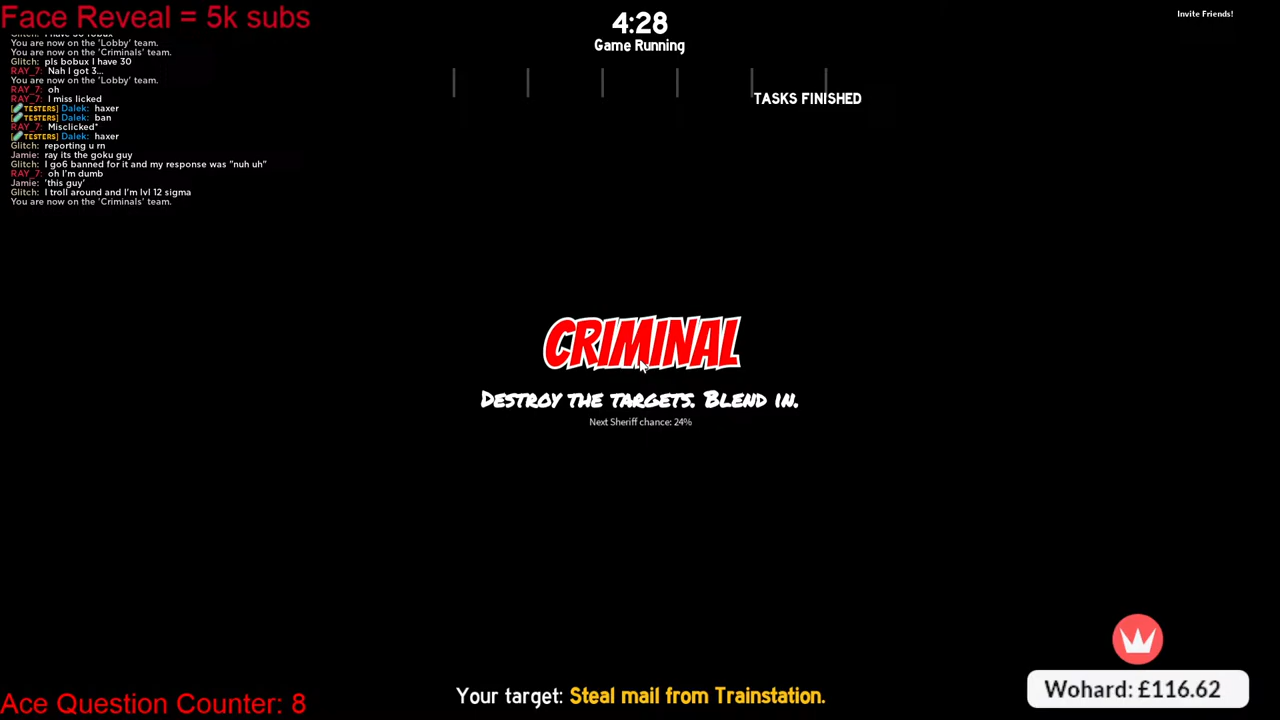 Face Reveal = 5k subs
4:28
Game Running
Invite Friends!
Glitch: I have 30 robux
You are now on the 'Lobby' team.
You are now on the 'Criminals' team.
Glitch: pls bobux I have 30
RAY_7: Nah I got 3...
You are now on the 'Lobby' team.
RAY_7: oh
RAY_7: I miss licked
[TESTERS] Dalek: haxer
[TESTERS] Dalek: ban
RAY_7: Misclicked*
[TESTERS] Dalek: haxer
Glitch: reporting u rn
Jamie: ray its the goku guy
Glitch: I go6 banned for it and my response was "nuh uh"
RAY_7: oh I'm dumb
Jamie: 'this guy'
Glitch: I troll around and I'm lvl 12 sigma
You are now on the 'Criminals' team.
TASKS FINISHED
CRIMINAL
DESTROY THE TARGETS. BLEND IN.
Next Sheriff chance: 24%
Your target: Steal mail from Trainstation.
Ace Question Counter: 8
Wohard: £116.62